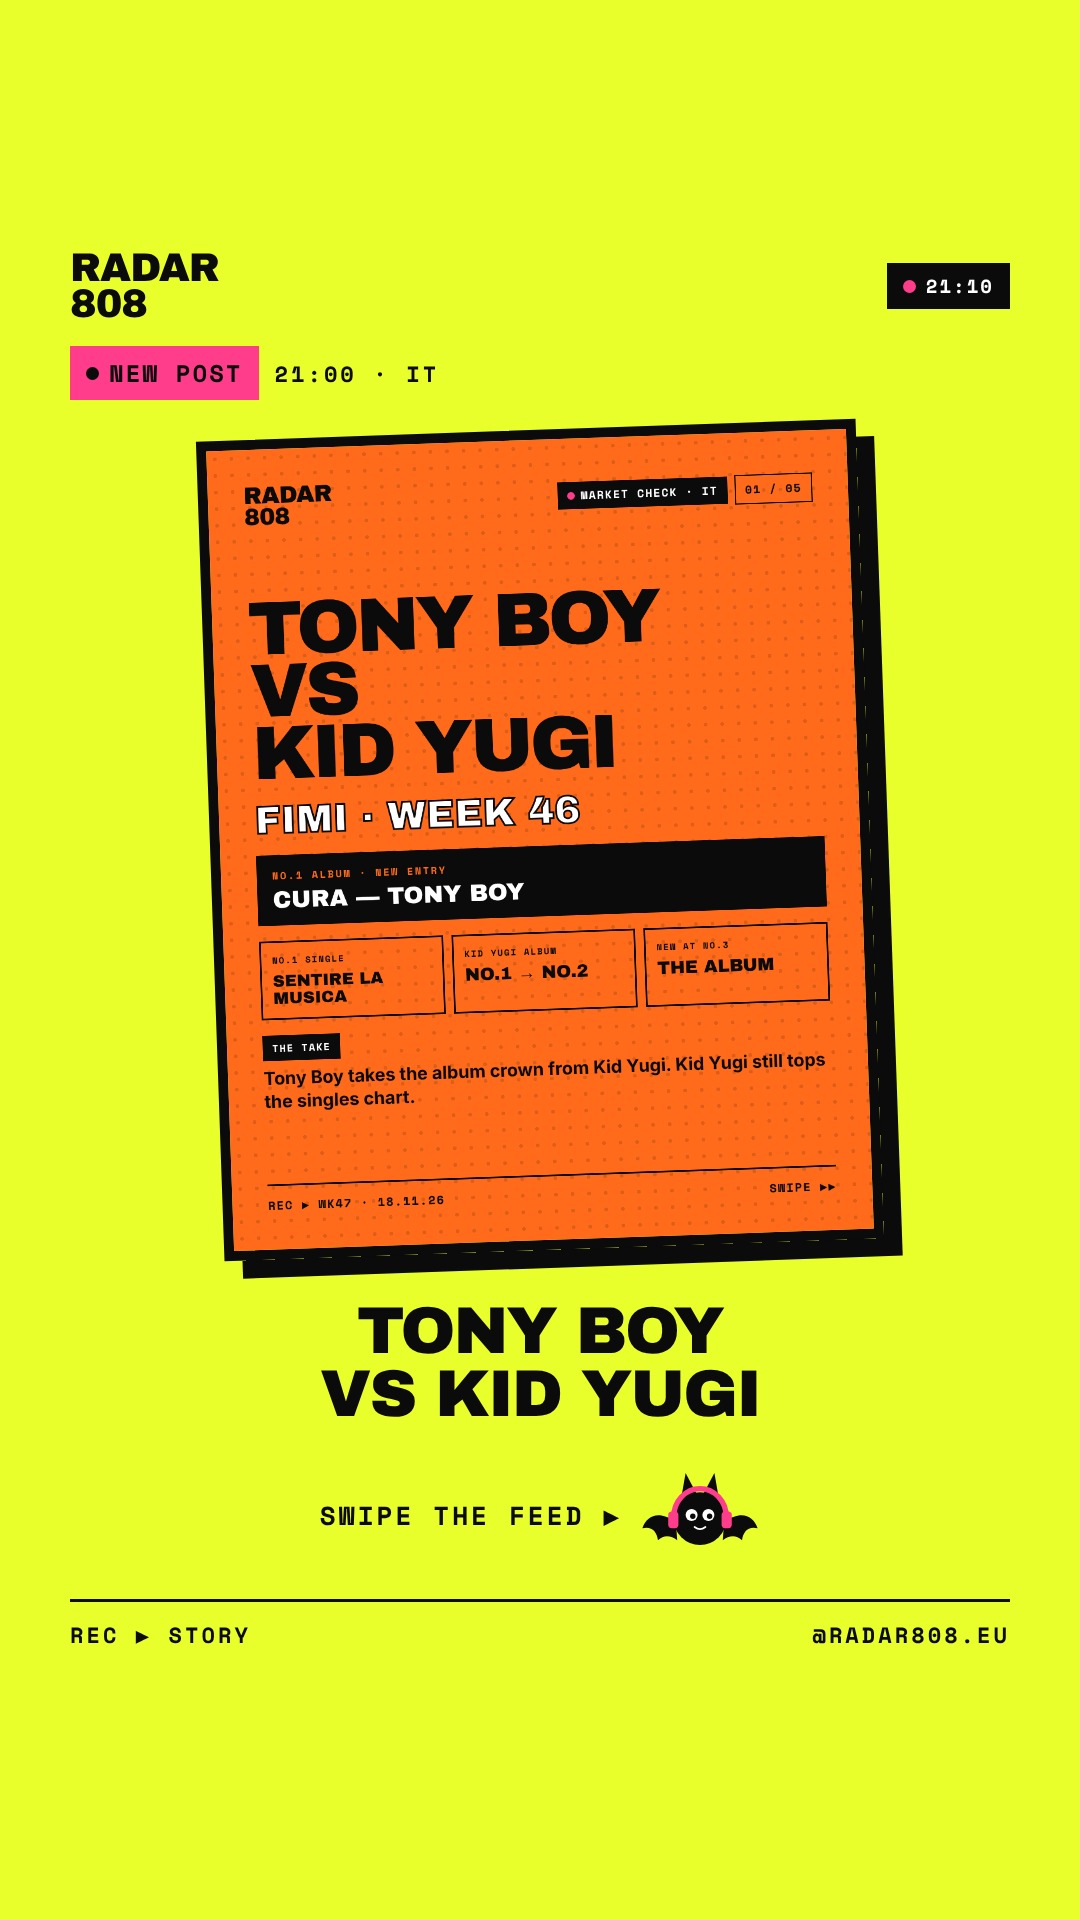 RADAR
808
21:10
NEW POST 21:00 · IT
RADAR
808
MARKET CHECK · IT
01 / 05
TONY BOY
VS
KID YUGI
FIMI · WEEK 46
NO.1 ALBUM · NEW ENTRY
CURA — TONY BOY
NO.1 SINGLE
SENTIRE LA
MUSICA
KID YUGI ALBUM
NO.1 → NO.2
NEW AT NO.3
THE ALBUM
THE TAKE
Tony Boy takes the album crown from Kid Yugi. Kid Yugi still tops
the singles chart.
REC ▶ WK47 · 18.11.26
SWIPE ▶▶
TONY BOY
VS KID YUGI
SWIPE THE FEED ▶
REC ▶ STORY
@RADAR808.EU